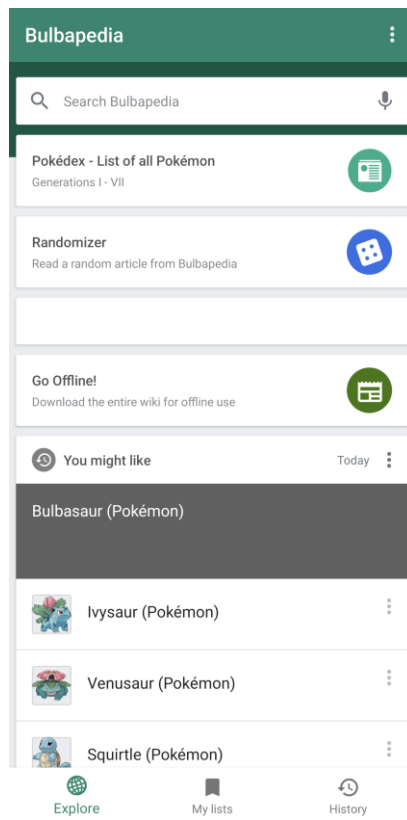 Bulbapedia
Search Bulbapedia
Pokédex - List of all Pokémon
Generations I - VII
Randomizer
Read a random article from Bulbapedia
Go Offline!
Download the entire wiki for offline use
You might like
Today
Bulbasaur (Pokémon)
Ivysaur (Pokémon)
Venusaur (Pokémon)
Squirtle (Pokémon)
Explore
My lists
History